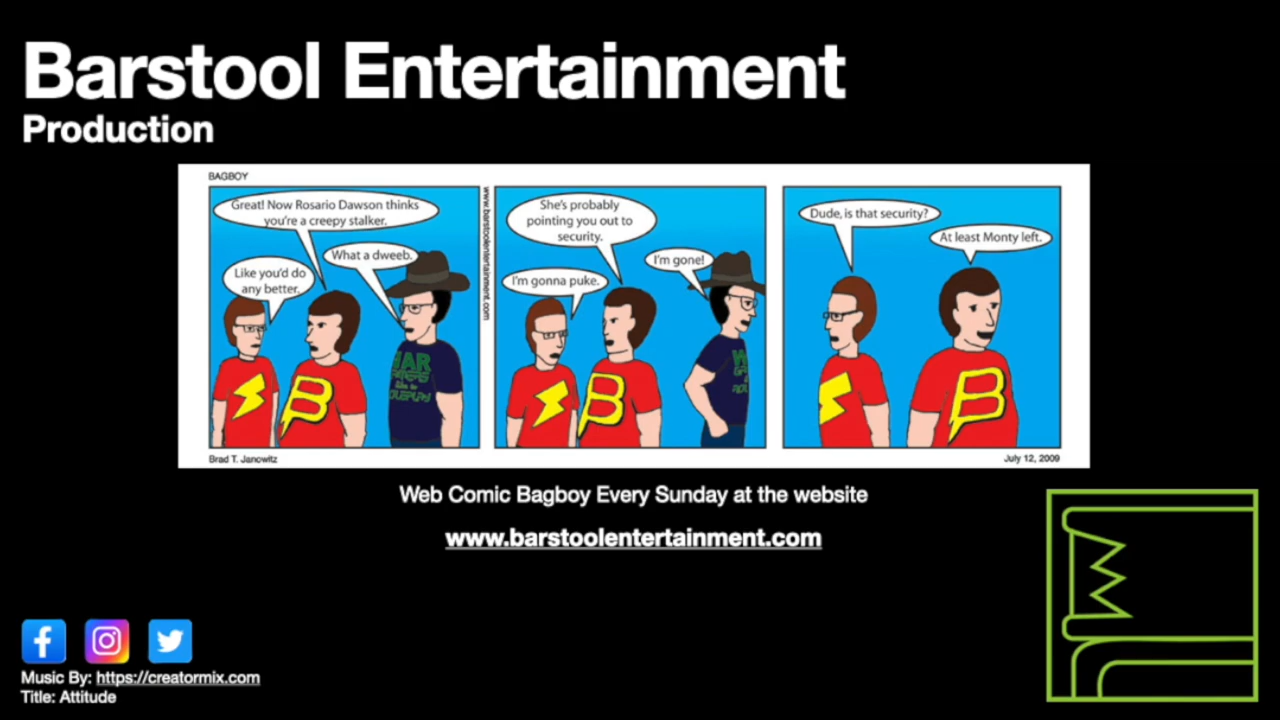 Barstool Entertainment
Production
BAGBOY
Great! Now Rosario Dawson thinks
you're a creepy stalker.
What a dweeb.
Like you'd do
any better.
www.barstoolentertainment.com
She's probably
pointing you out to
security.
I'm gonna puke.
I'm gone!
Dude, is that security?
At least Monty left.
B
B
B
Brad T. Janowitz
July 12, 2009
Web Comic Bagboy Every Sunday at the website
www.barstoolentertainment.com
Music By: https://creatormix.com
Title: Attitude